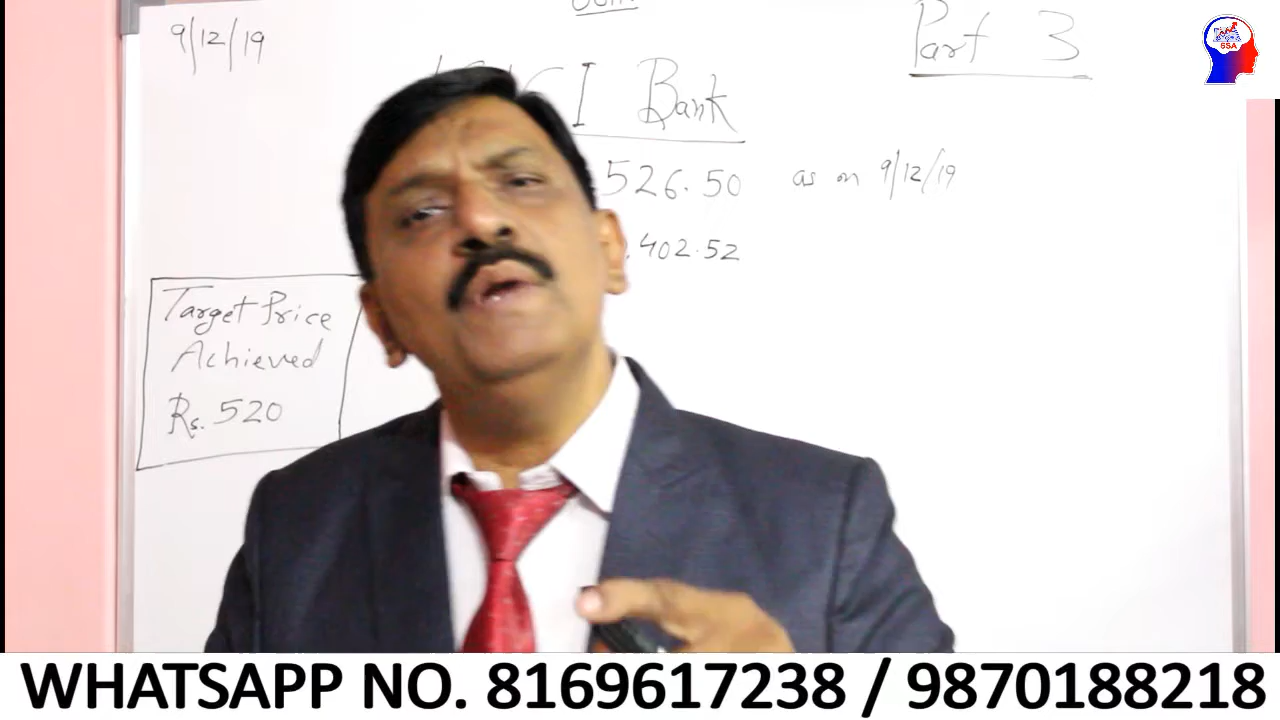 9/12/19
Part 3
Bank
526.50 as on 9/12/19
402.52
Target Price
Achieved
Rs. 520
6SA
WHATSAPP NO. 8169617238 / 9870188218